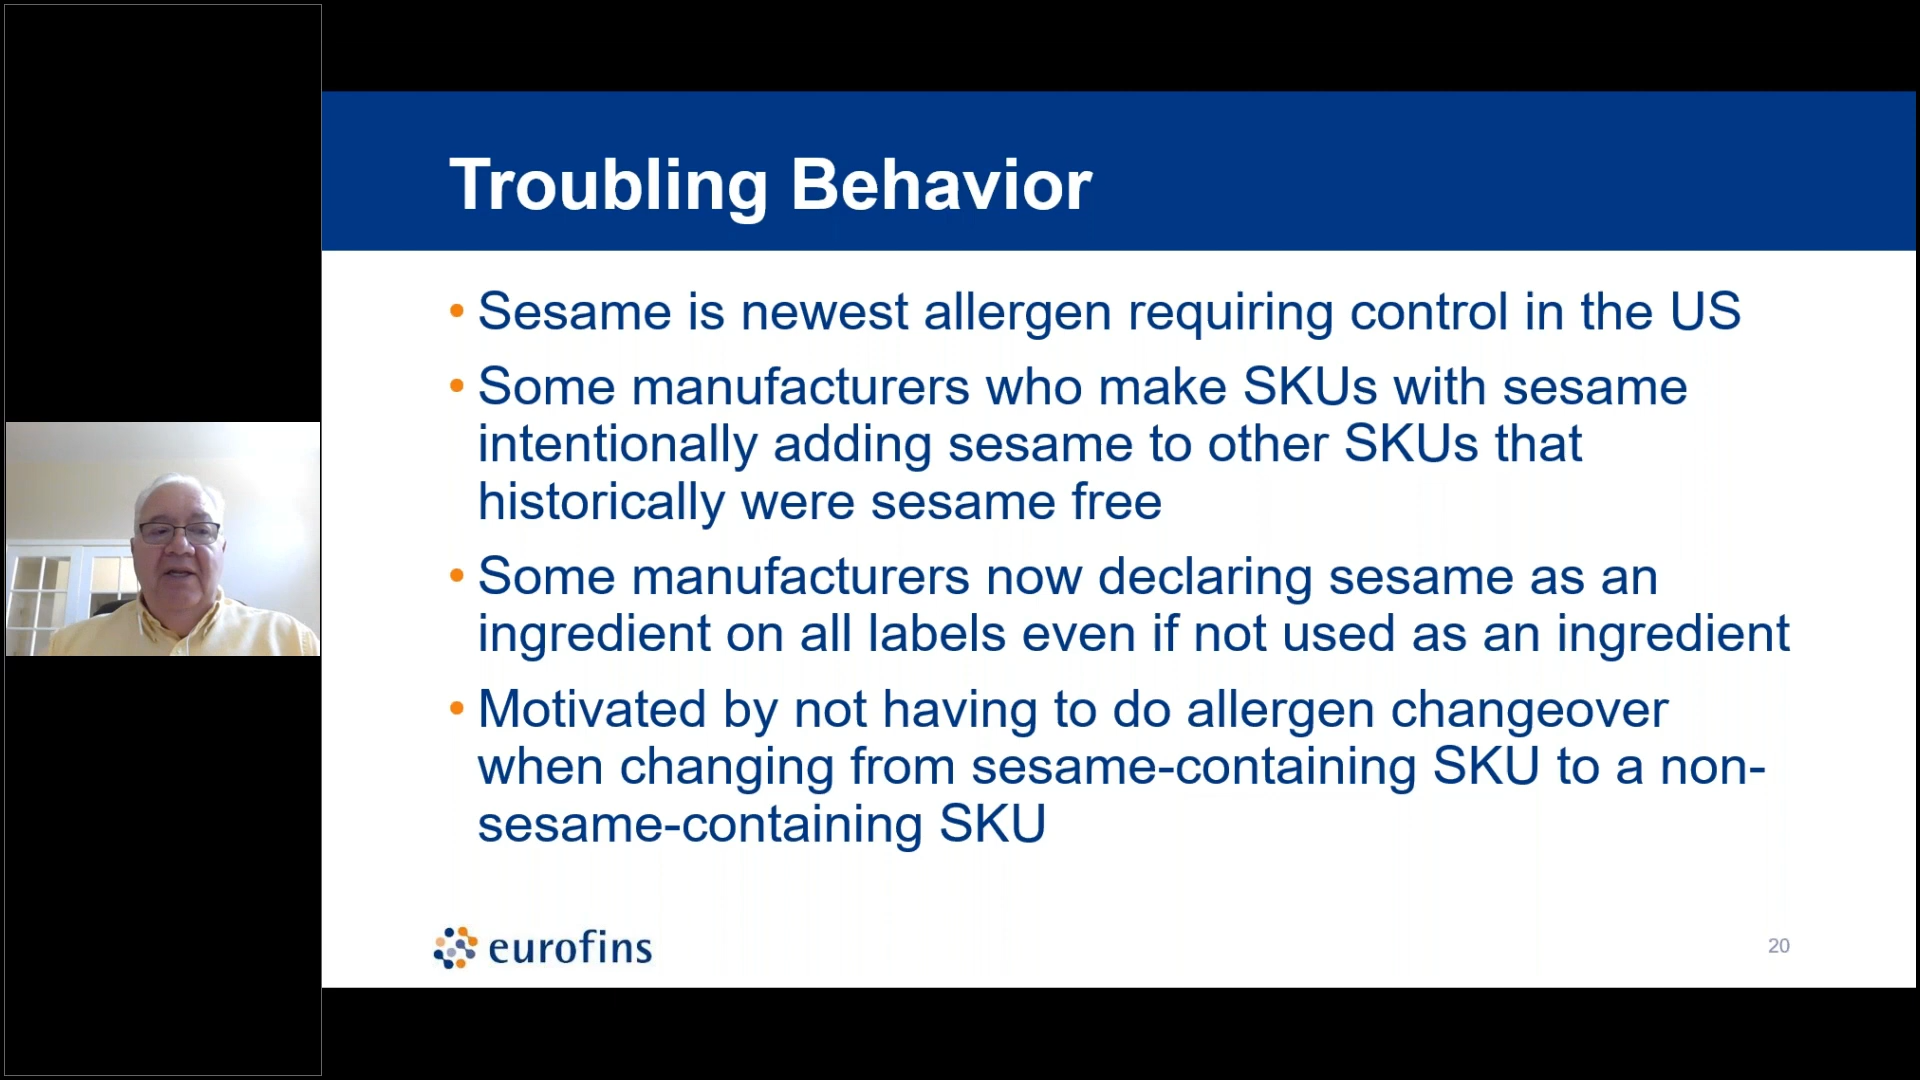 Troubling Behavior
• Sesame is newest allergen requiring control in the US
• Some manufacturers who make SKUs with sesame
intentionally adding sesame to other SKUs that
historically were sesame free
• Some manufacturers now declaring sesame as an
ingredient on all labels even if not used as an ingredient
• Motivated by not having to do allergen changeover
when changing from sesame-containing SKU to a non-
sesame-containing SKU
eurofins
20